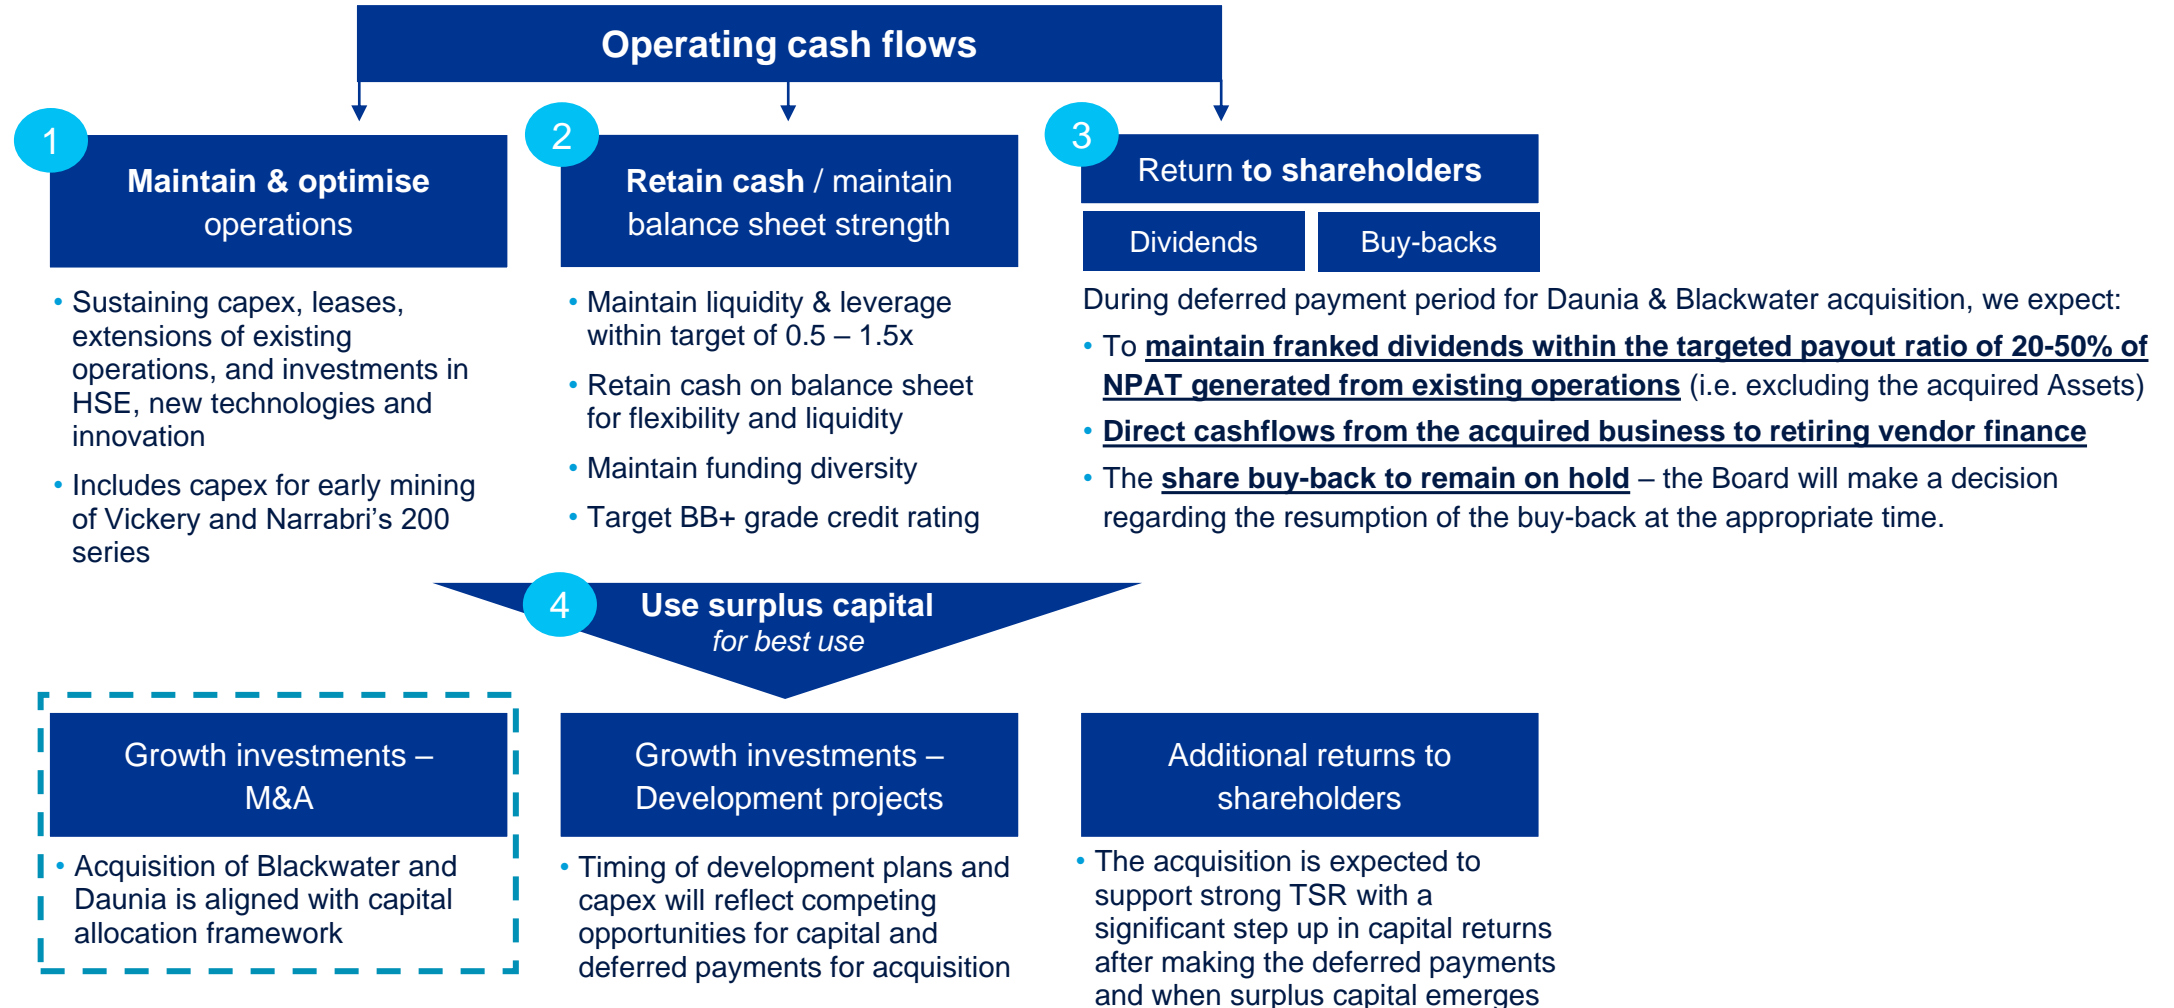 Operating cash flows
1
Maintain & optimise
operations
• Sustaining capex, leases,
extensions of existing
operations, and investments in
HSE, new technologies and
innovation
• Includes capex for early mining
of Vickery and Narrabri's 200
series
2
Retain cash / maintain
balance sheet strength
• Maintain liquidity & leverage
within target of 0.5 – 1.5x
• Retain cash on balance sheet
for flexibility and liquidity
• Maintain funding diversity
• Target BB+ grade credit rating
3
Return to shareholders
Dividends
Buy-backs
During deferred payment period for Daunia & Blackwater acquisition, we expect:
• To maintain franked dividends within the targeted payout ratio of 20-50% of
NPAT generated from existing operations (i.e. excluding the acquired Assets)
• Direct cashflows from the acquired business to retiring vendor finance
• The share buy-back to remain on hold – the Board will make a decision
regarding the resumption of the buy-back at the appropriate time.
4
Use surplus capital
for best use
Growth investments –
M&A
• Acquisition of Blackwater and
Daunia is aligned with capital
allocation framework
Growth investments –
Development projects
• Timing of development plans and
capex will reflect competing
opportunities for capital and
deferred payments for acquisition
Additional returns to
shareholders
• The acquisition is expected to
support strong TSR with a
significant step up in capital returns
after making the deferred payments
and when surplus capital emerges